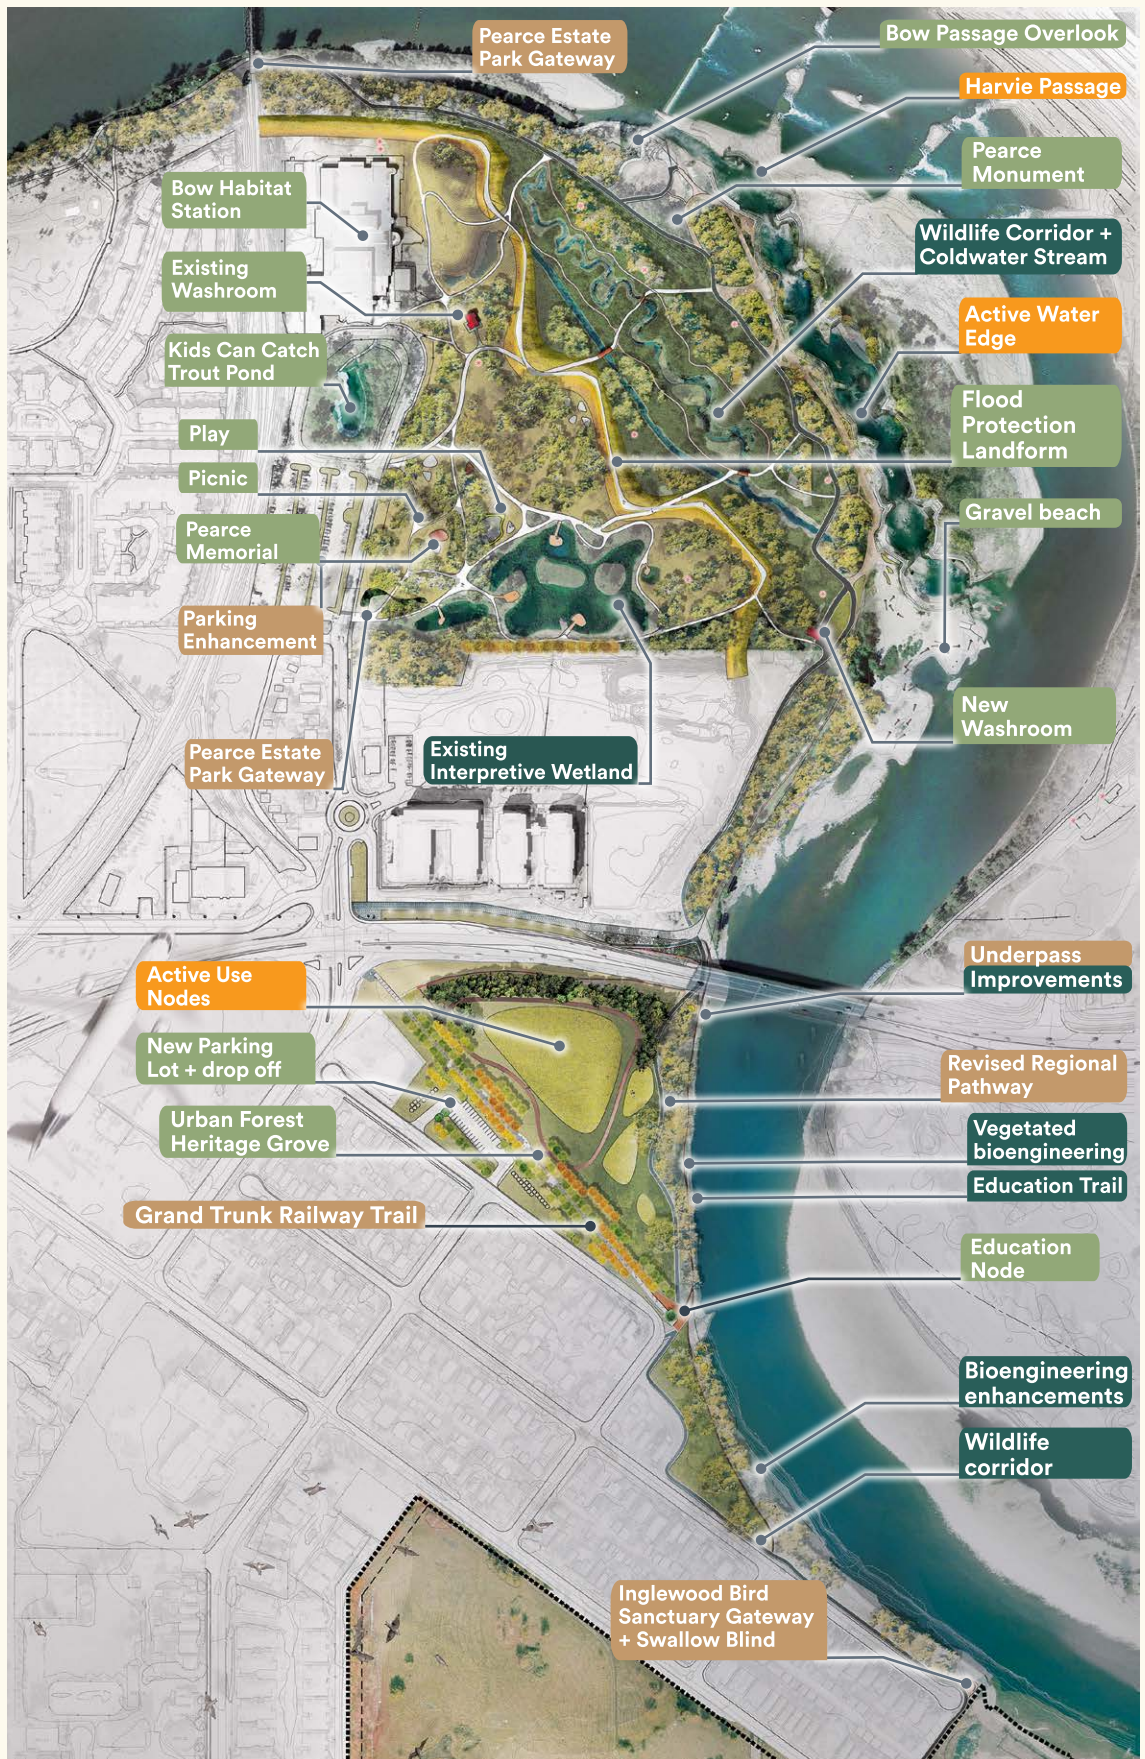 Pearce Estate
Park Gateway
Bow Passage Overlook
Harvie Passage
Pearce
Monument
Bow Habitat
Station
Wildlife Corridor +
Coldwater Stream
Existing
Washroom
Active Water
Edge
Kids Can Catch
Trout Pond
Flood
Protection
Landform
Play
Picnic
Gravel beach
Pearce
Memorial
Parking
Enhancement
New
Washroom
Pearce Estate
Park Gateway
Existing
Interpretive Wetland
Underpass
Improvements
Active Use
Nodes
New Parking
Lot + drop off
Revised Regional
Pathway
Urban Forest
Heritage Grove
Vegetated
bioengineering
Education Trail
Grand Trunk Railway Trail
Education
Node
Bioengineering
enhancements
Wildlife
corridor
Inglewood Bird
Sanctuary Gateway
+ Swallow Blind